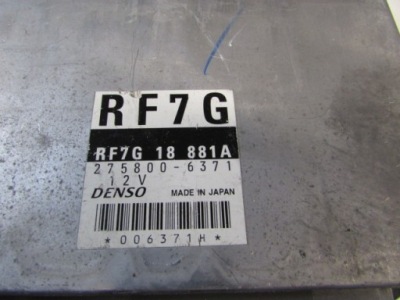 RF7G
RF7G 18 881A
275800-6371
12V
DENSO MADE IN JAPAN
*006371H*